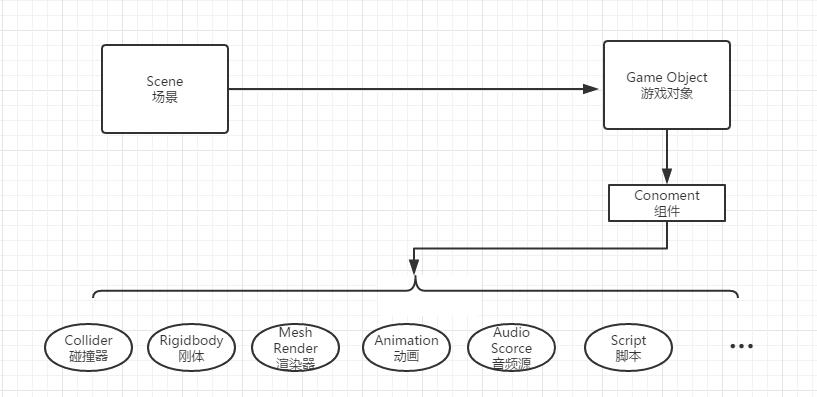 Scene
场景
Game Object
游戏对象
Conoment
组件
Collider
碰撞器
Rigidbody
刚体
Mesh
Render
渲染器
Animation
动画
Audio
Scorce
音频源
Script
脚本
...